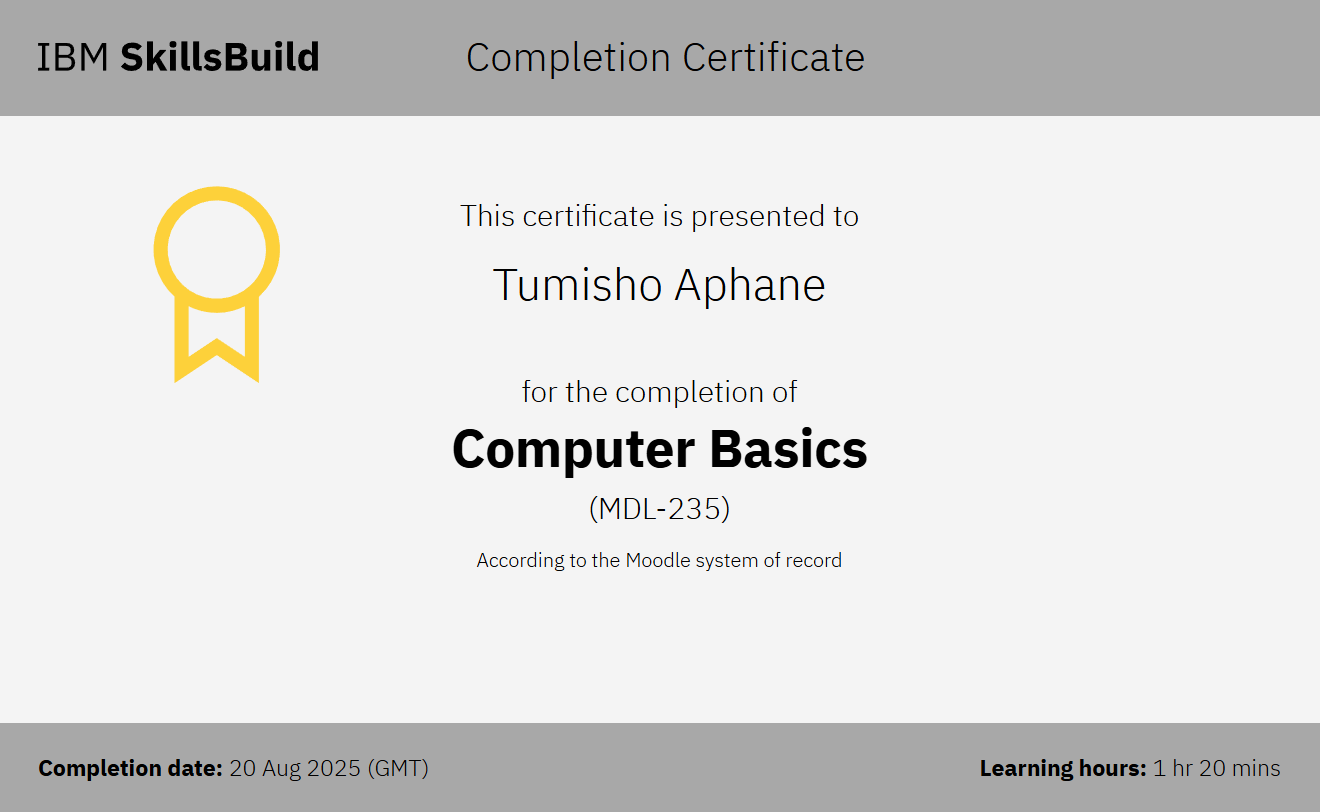 IBM SkillsBuild
Completion Certificate
This certificate is presented to
Tumisho Aphane
for the completion of
Computer Basics
(MDL-235)
According to the Moodle system of record
Completion date: 20 Aug 2025 (GMT)
Learning hours: 1 hr 20 mins